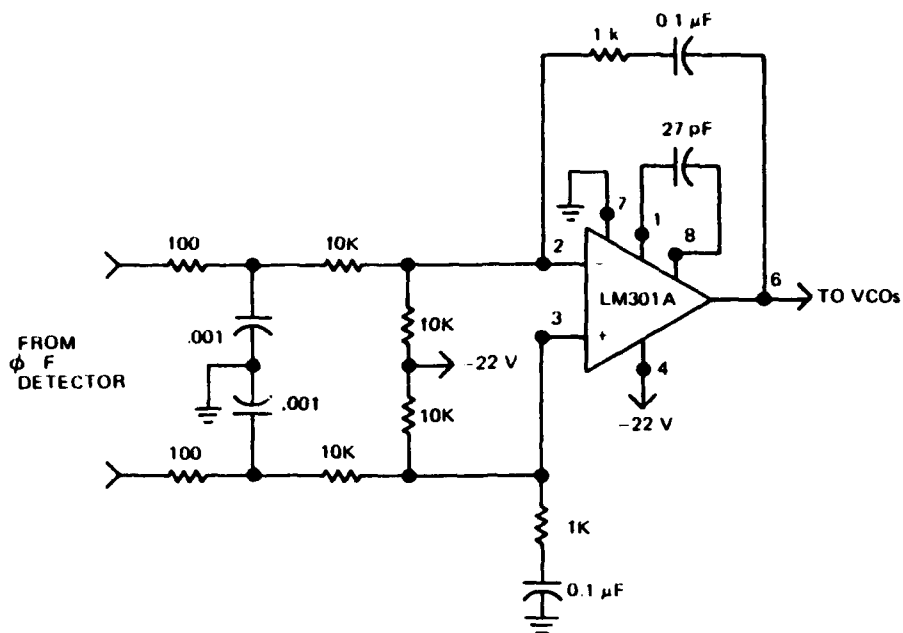 0.1 µF
1 k
27 pF
7
1
8
100
10K
2
-
LM301A
6
TO VCOs
.001
10K
3
+
-22 V
FROM
ϕ F
DETECTOR
4
.001
10K
-22 V
100
10K
1K
0.1 µF